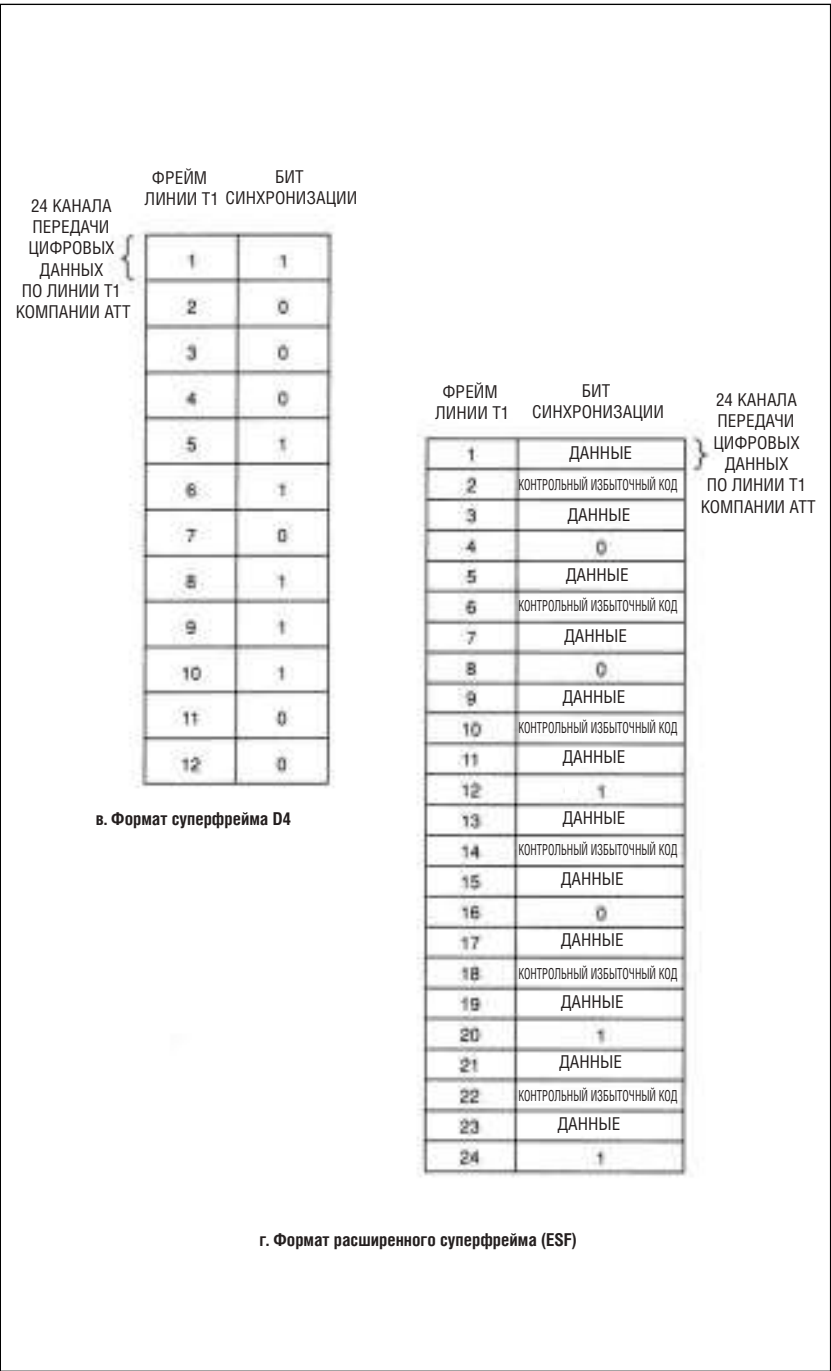 ФРЕЙМ
ЛИНИИ Т1
БИТ
СИНХРОНИЗАЦИИ
24 КАНАЛА
ПЕРЕДАЧИ
ЦИФРОВЫХ
ДАННЫХ
ПО ЛИНИИ Т1
КОМПАНИИ АТТ
1 1
2 0
3 0
4 0
5 1
6 1
7 0
8 1
9 1
10 1
11 0
12 0
в. Формат суперфрейма D4
ФРЕЙМ
ЛИНИИ Т1
БИТ
СИНХРОНИЗАЦИИ
24 КАНАЛА
ПЕРЕДАЧИ
ЦИФРОВЫХ
ДАННЫХ
ПО ЛИНИИ Т1
КОМПАНИИ АТТ
1 ДАННЫЕ
2 КОНТРОЛЬНЫЙ ИЗБЫТОЧНЫЙ КОД
3 ДАННЫЕ
4 0
5 ДАННЫЕ
6 КОНТРОЛЬНЫЙ ИЗБЫТОЧНЫЙ КОД
7 ДАННЫЕ
8 0
9 ДАННЫЕ
10 КОНТРОЛЬНЫЙ ИЗБЫТОЧНЫЙ КОД
11 ДАННЫЕ
12 1
13 ДАННЫЕ
14 КОНТРОЛЬНЫЙ ИЗБЫТОЧНЫЙ КОД
15 ДАННЫЕ
16 0
17 ДАННЫЕ
18 КОНТРОЛЬНЫЙ ИЗБЫТОЧНЫЙ КОД
19 ДАННЫЕ
20 1
21 ДАННЫЕ
22 КОНТРОЛЬНЫЙ ИЗБЫТОЧНЫЙ КОД
23 ДАННЫЕ
24 1
г. Формат расширенного суперфрейма (ESF)